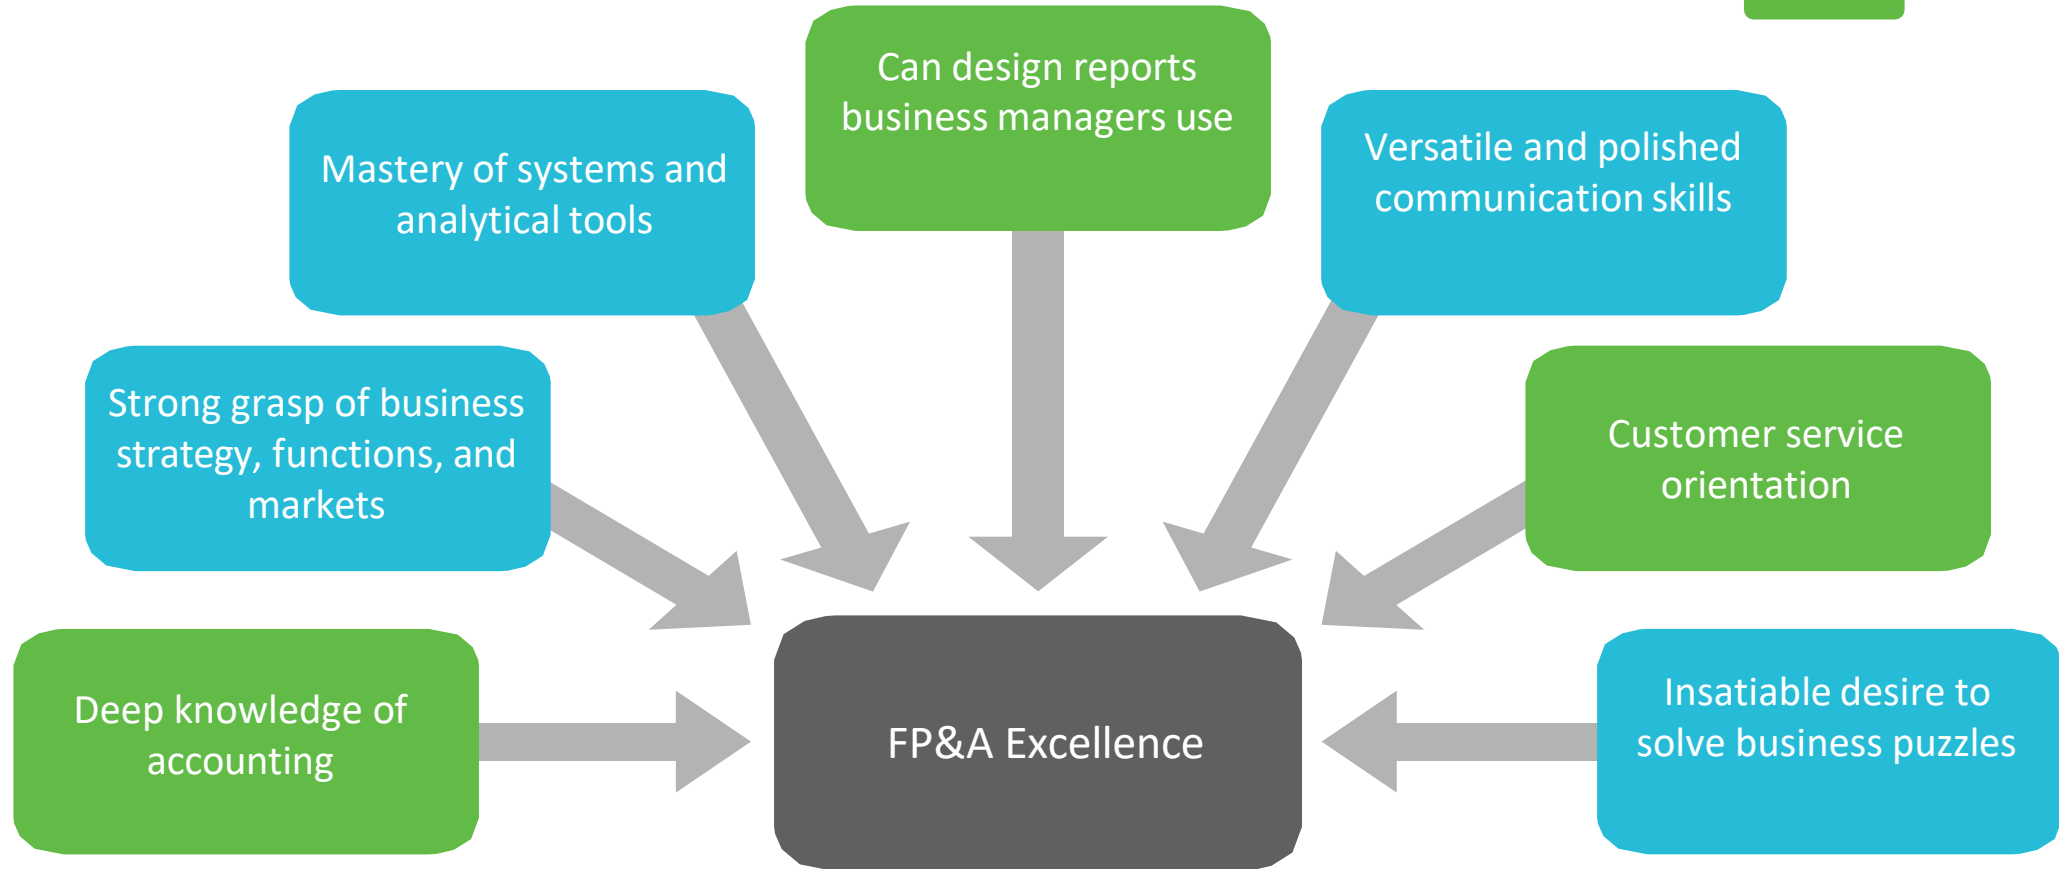 Can design reports
business managers use
Mastery of systems and
analytical tools
Versatile and polished
communication skills
Strong grasp of business
strategy, functions, and
markets
Customer service
orientation
Deep knowledge of
accounting
FP&A Excellence
Insatiable desire to
solve business puzzles